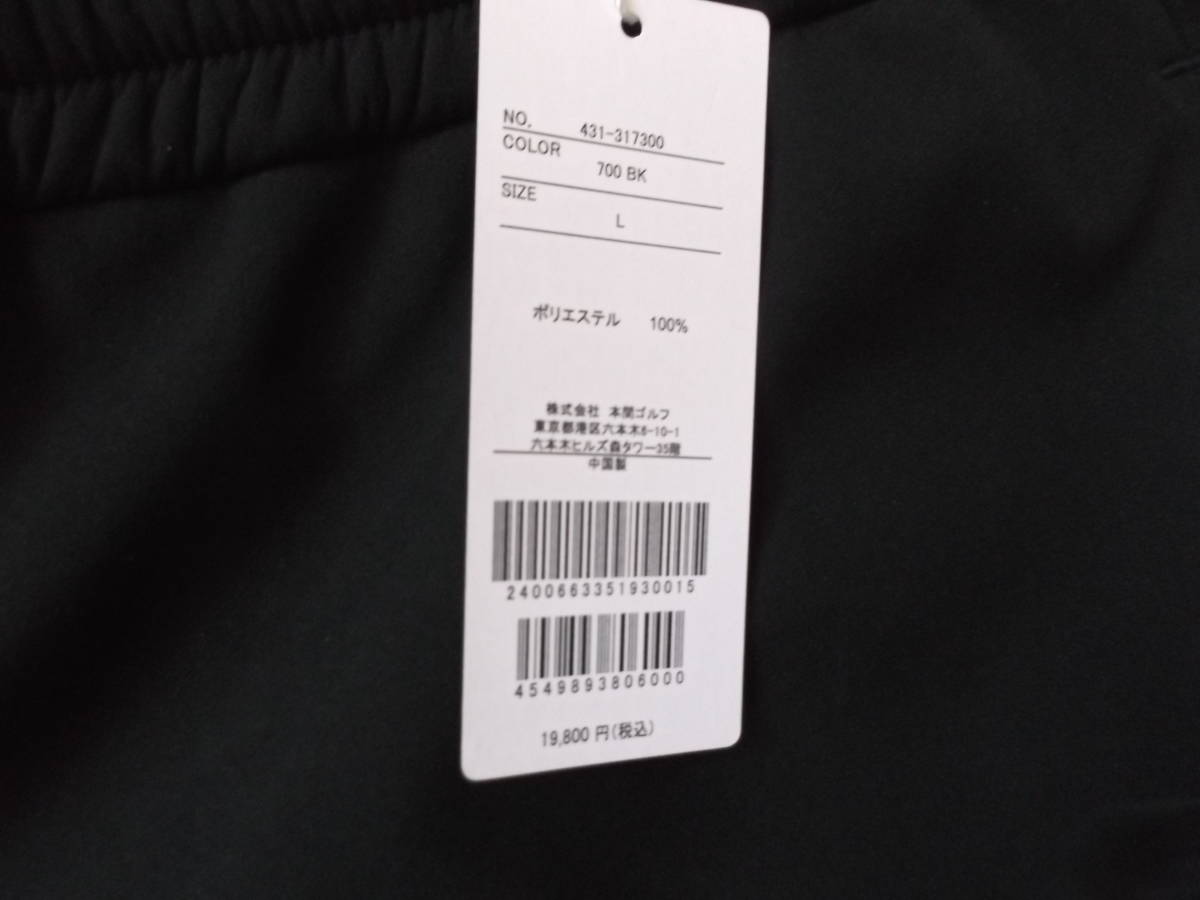 NO. 431-317300
COLOR 700 BK
SIZE L
ポリエステル 100%
株式会社 本間ゴルフ
東京都港区六本木6-10-1
六本木ヒルズ森タワー35階
中国製
2400663351930015
4549893806000
19,800 円(税込)